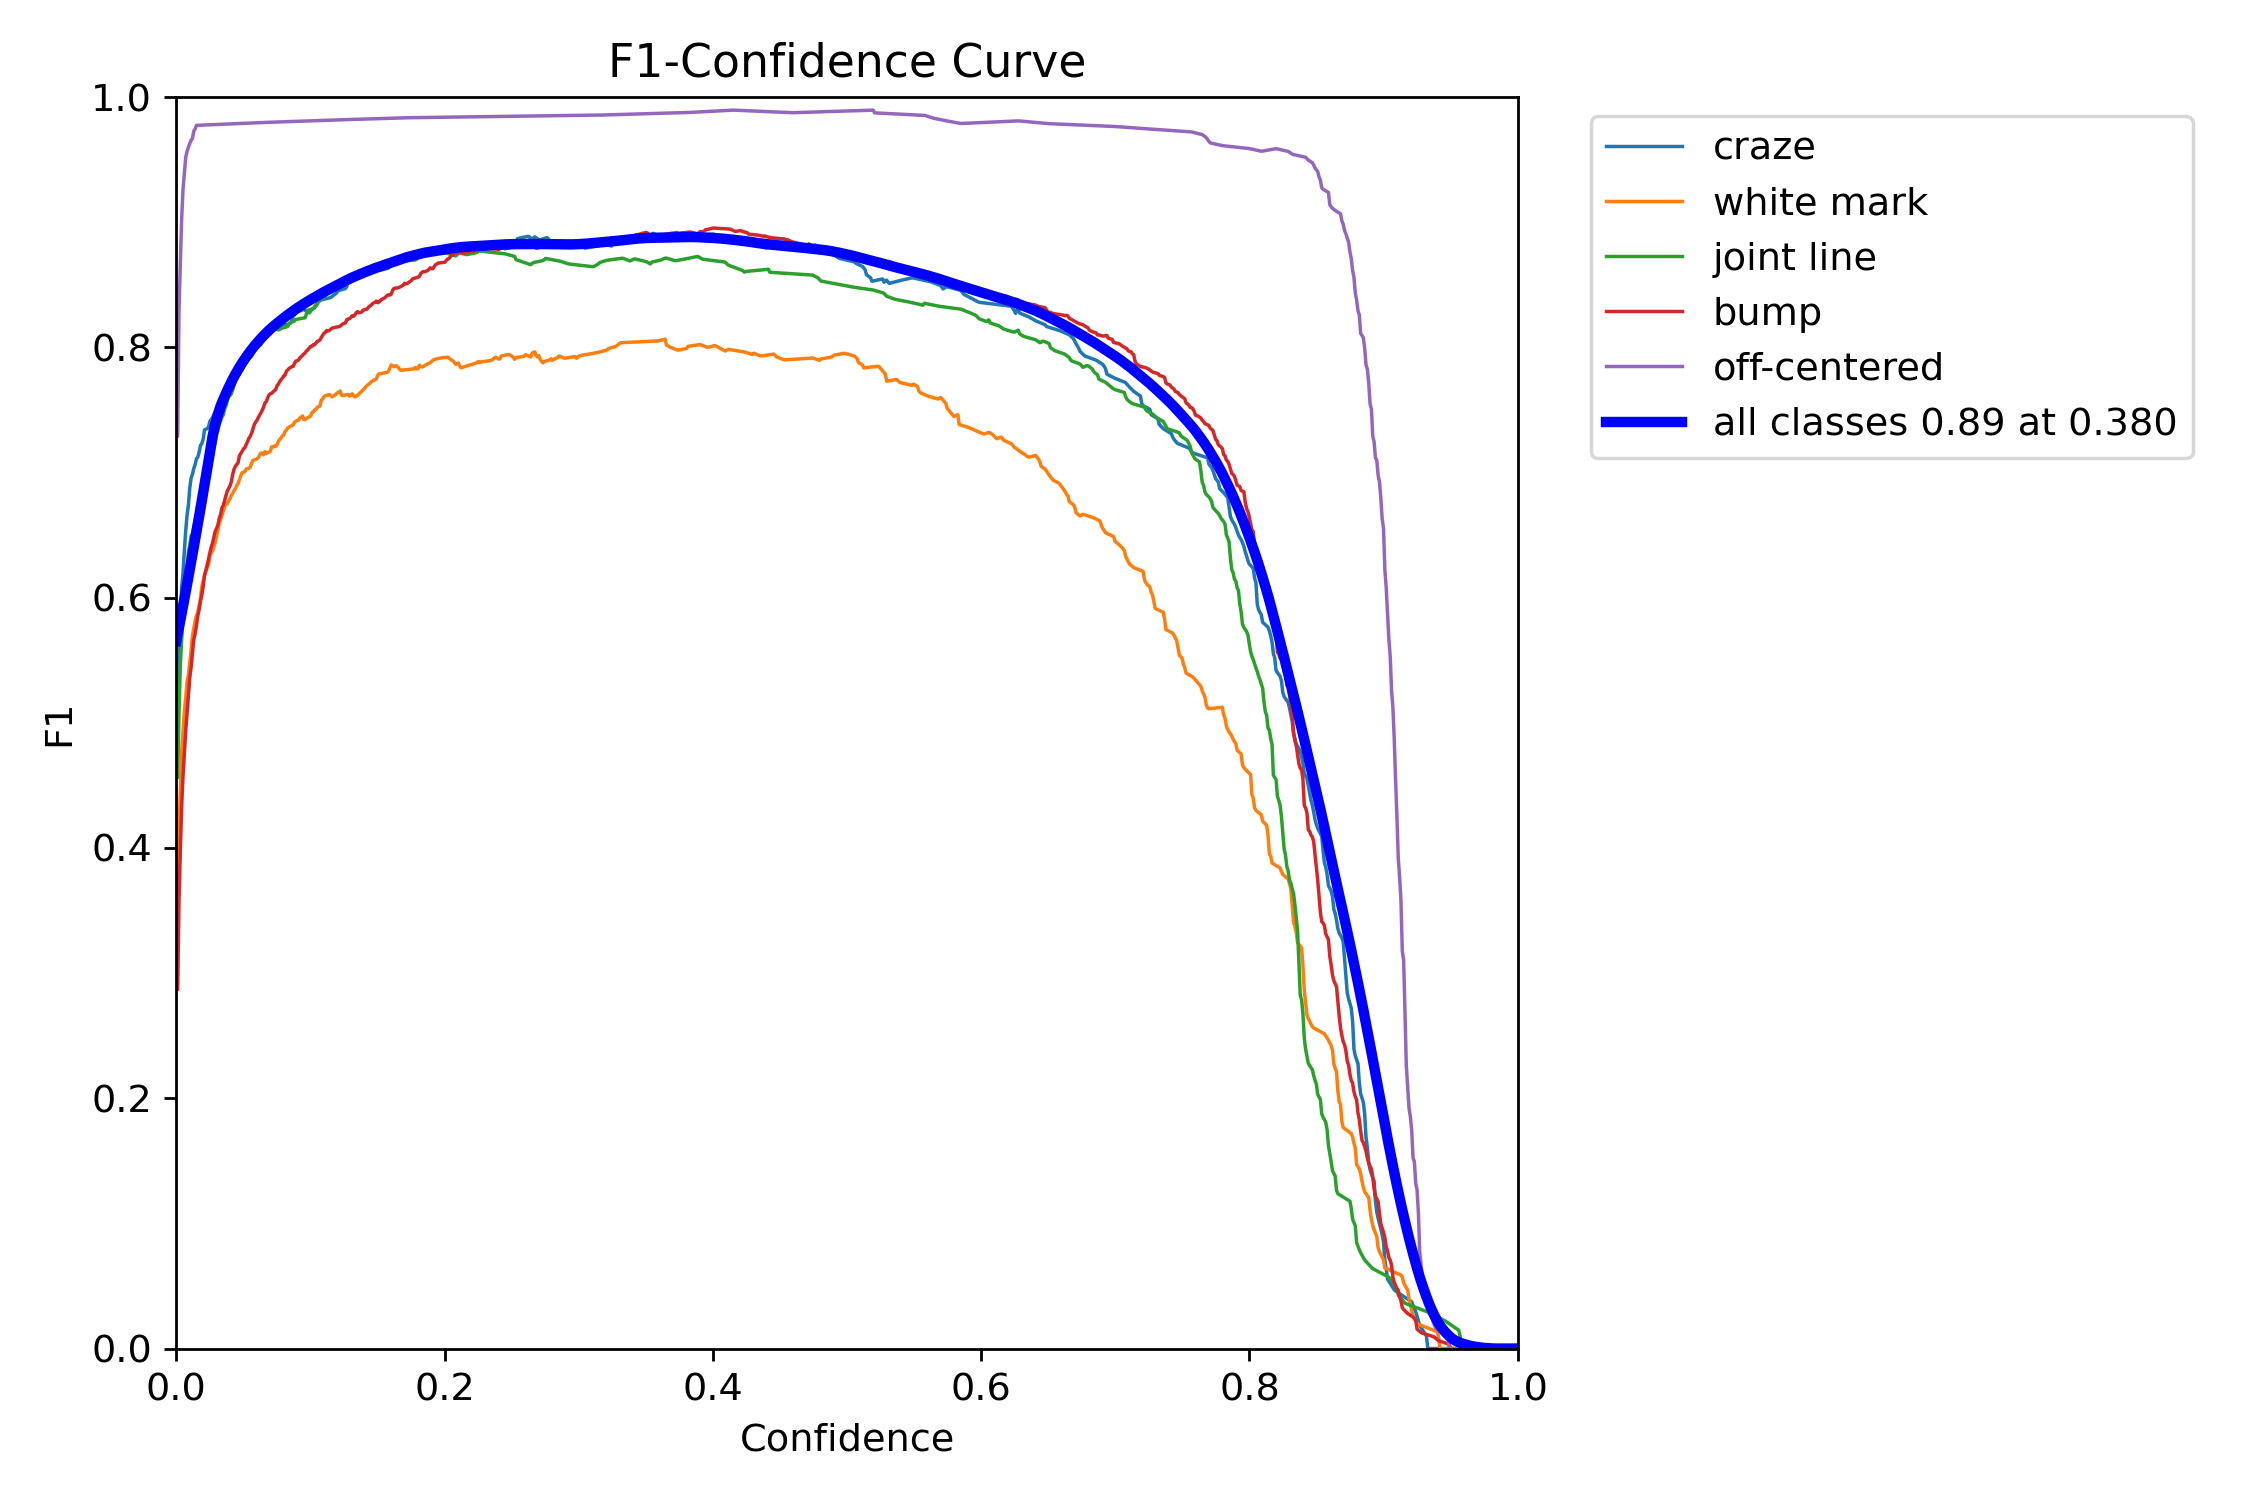 F1-Confidence Curve
1.0
0.8
0.6
0.4
0.2
0.0
F1
0.0 0.2 0.4 0.6 0.8 1.0
Confidence
craze
white mark
joint line
bump
off-centered
all classes 0.89 at 0.380